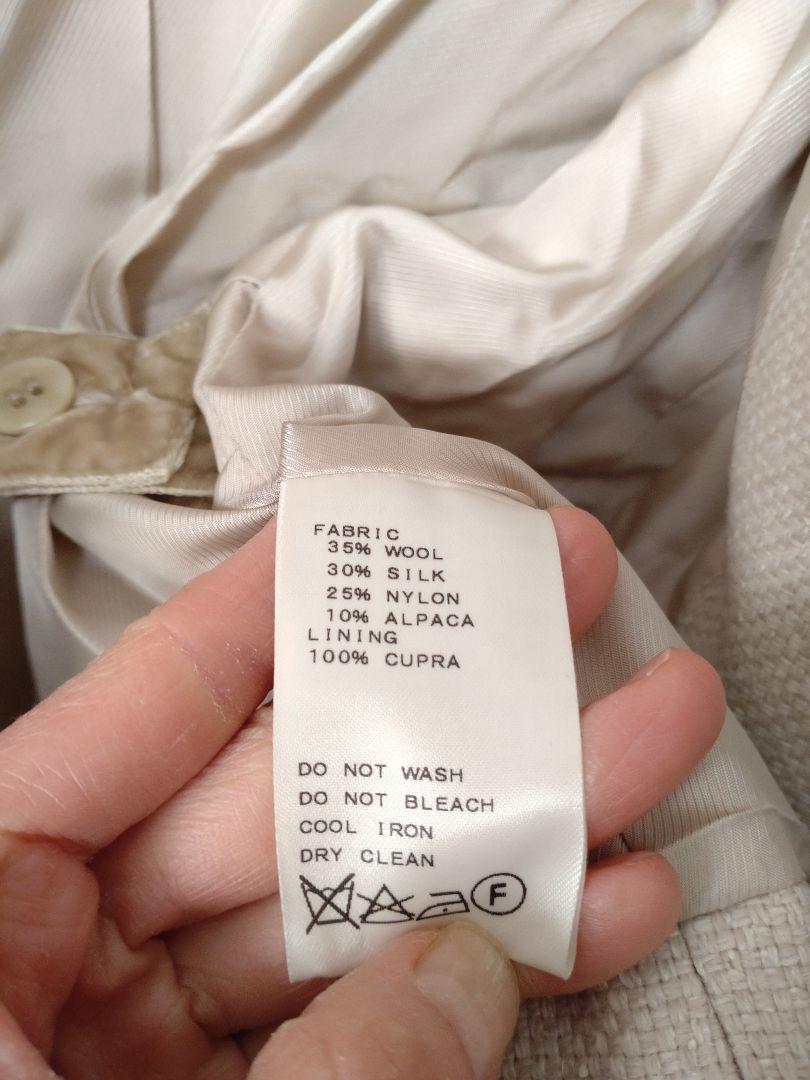 FABRIC
35% WOOL
30% SILK
25% NYLON
10% ALPACA
LINING
100% CUPRA
DO NOT WASH
DO NOT BLEACH
COOL IRON
DRY CLEAN
F